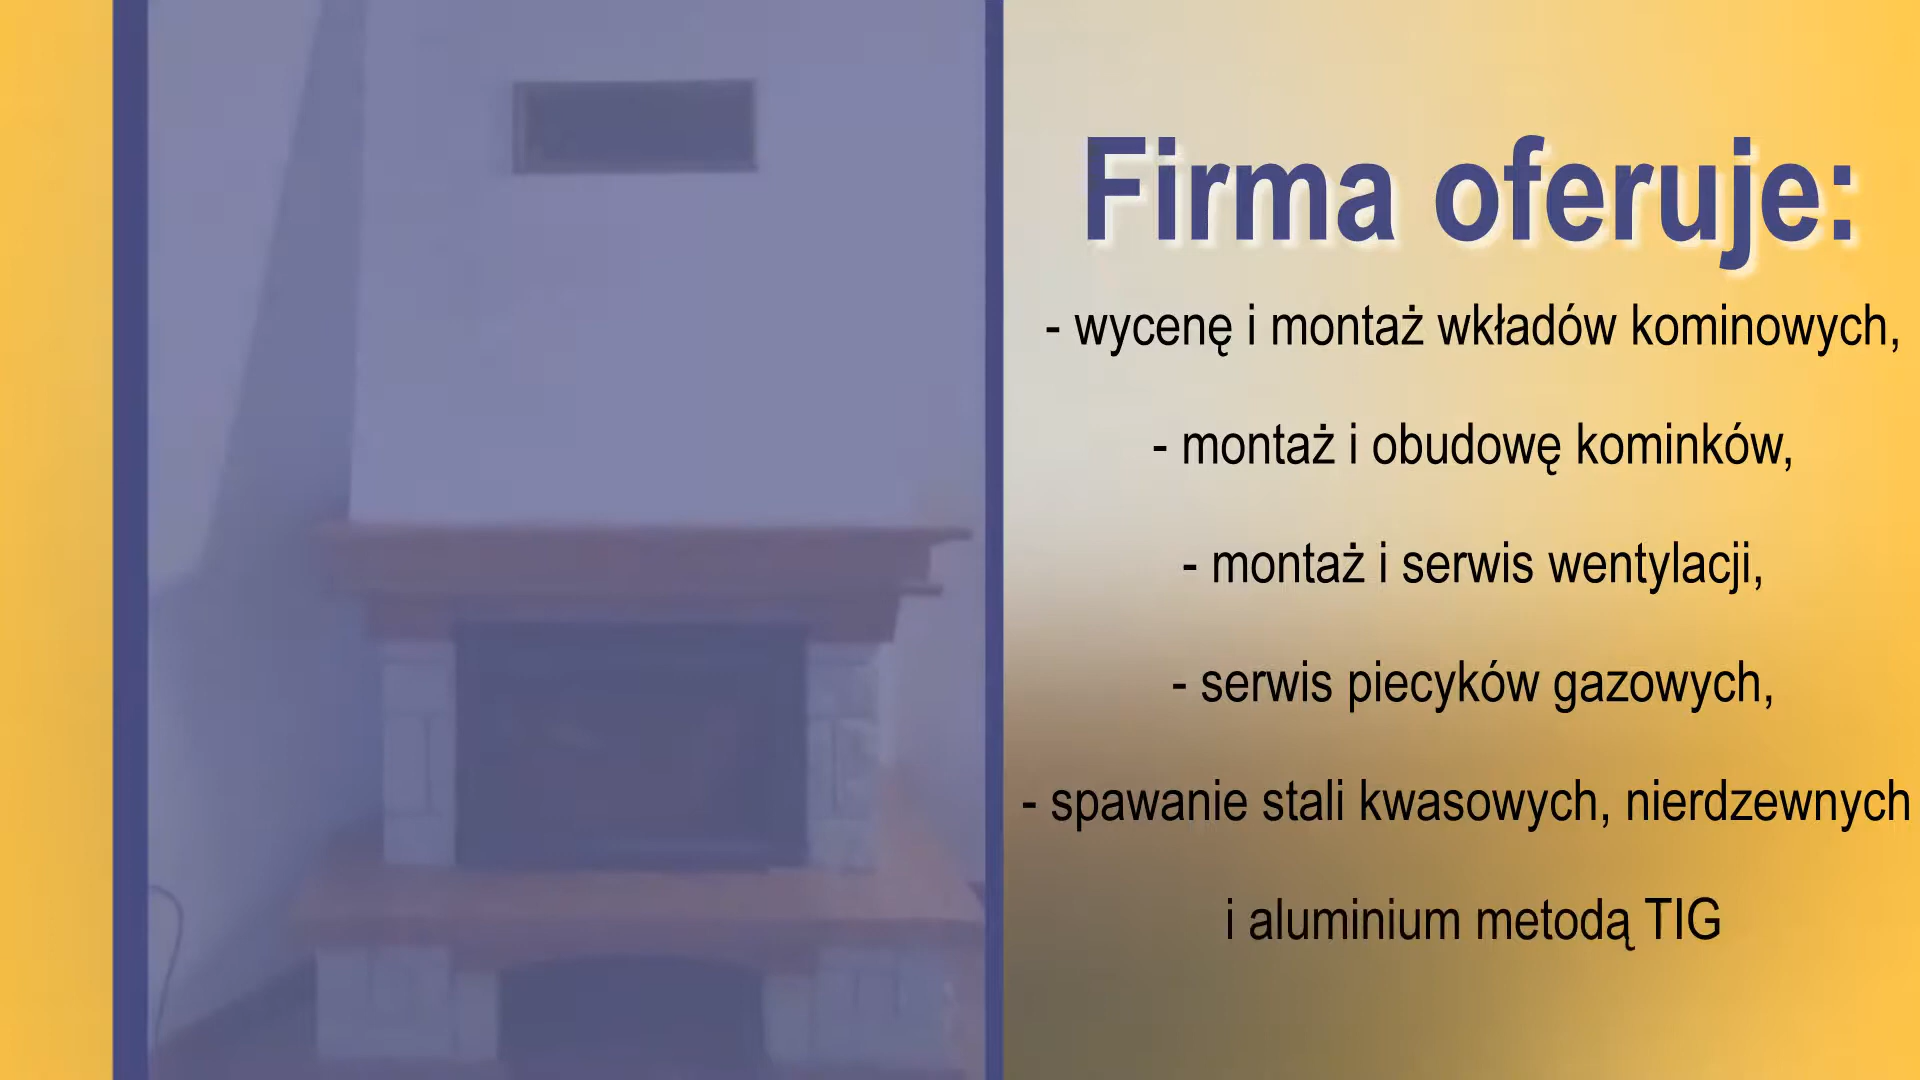 Firma oferuje:
- wycenę i montaż wkładów kominowych,
- montaż i obudowę kominków,
- montaż i serwis wentylacji,
- serwis piecyków gazowych,
- spawanie stali kwasowych, nierdzewnych
i aluminium metodą TIG